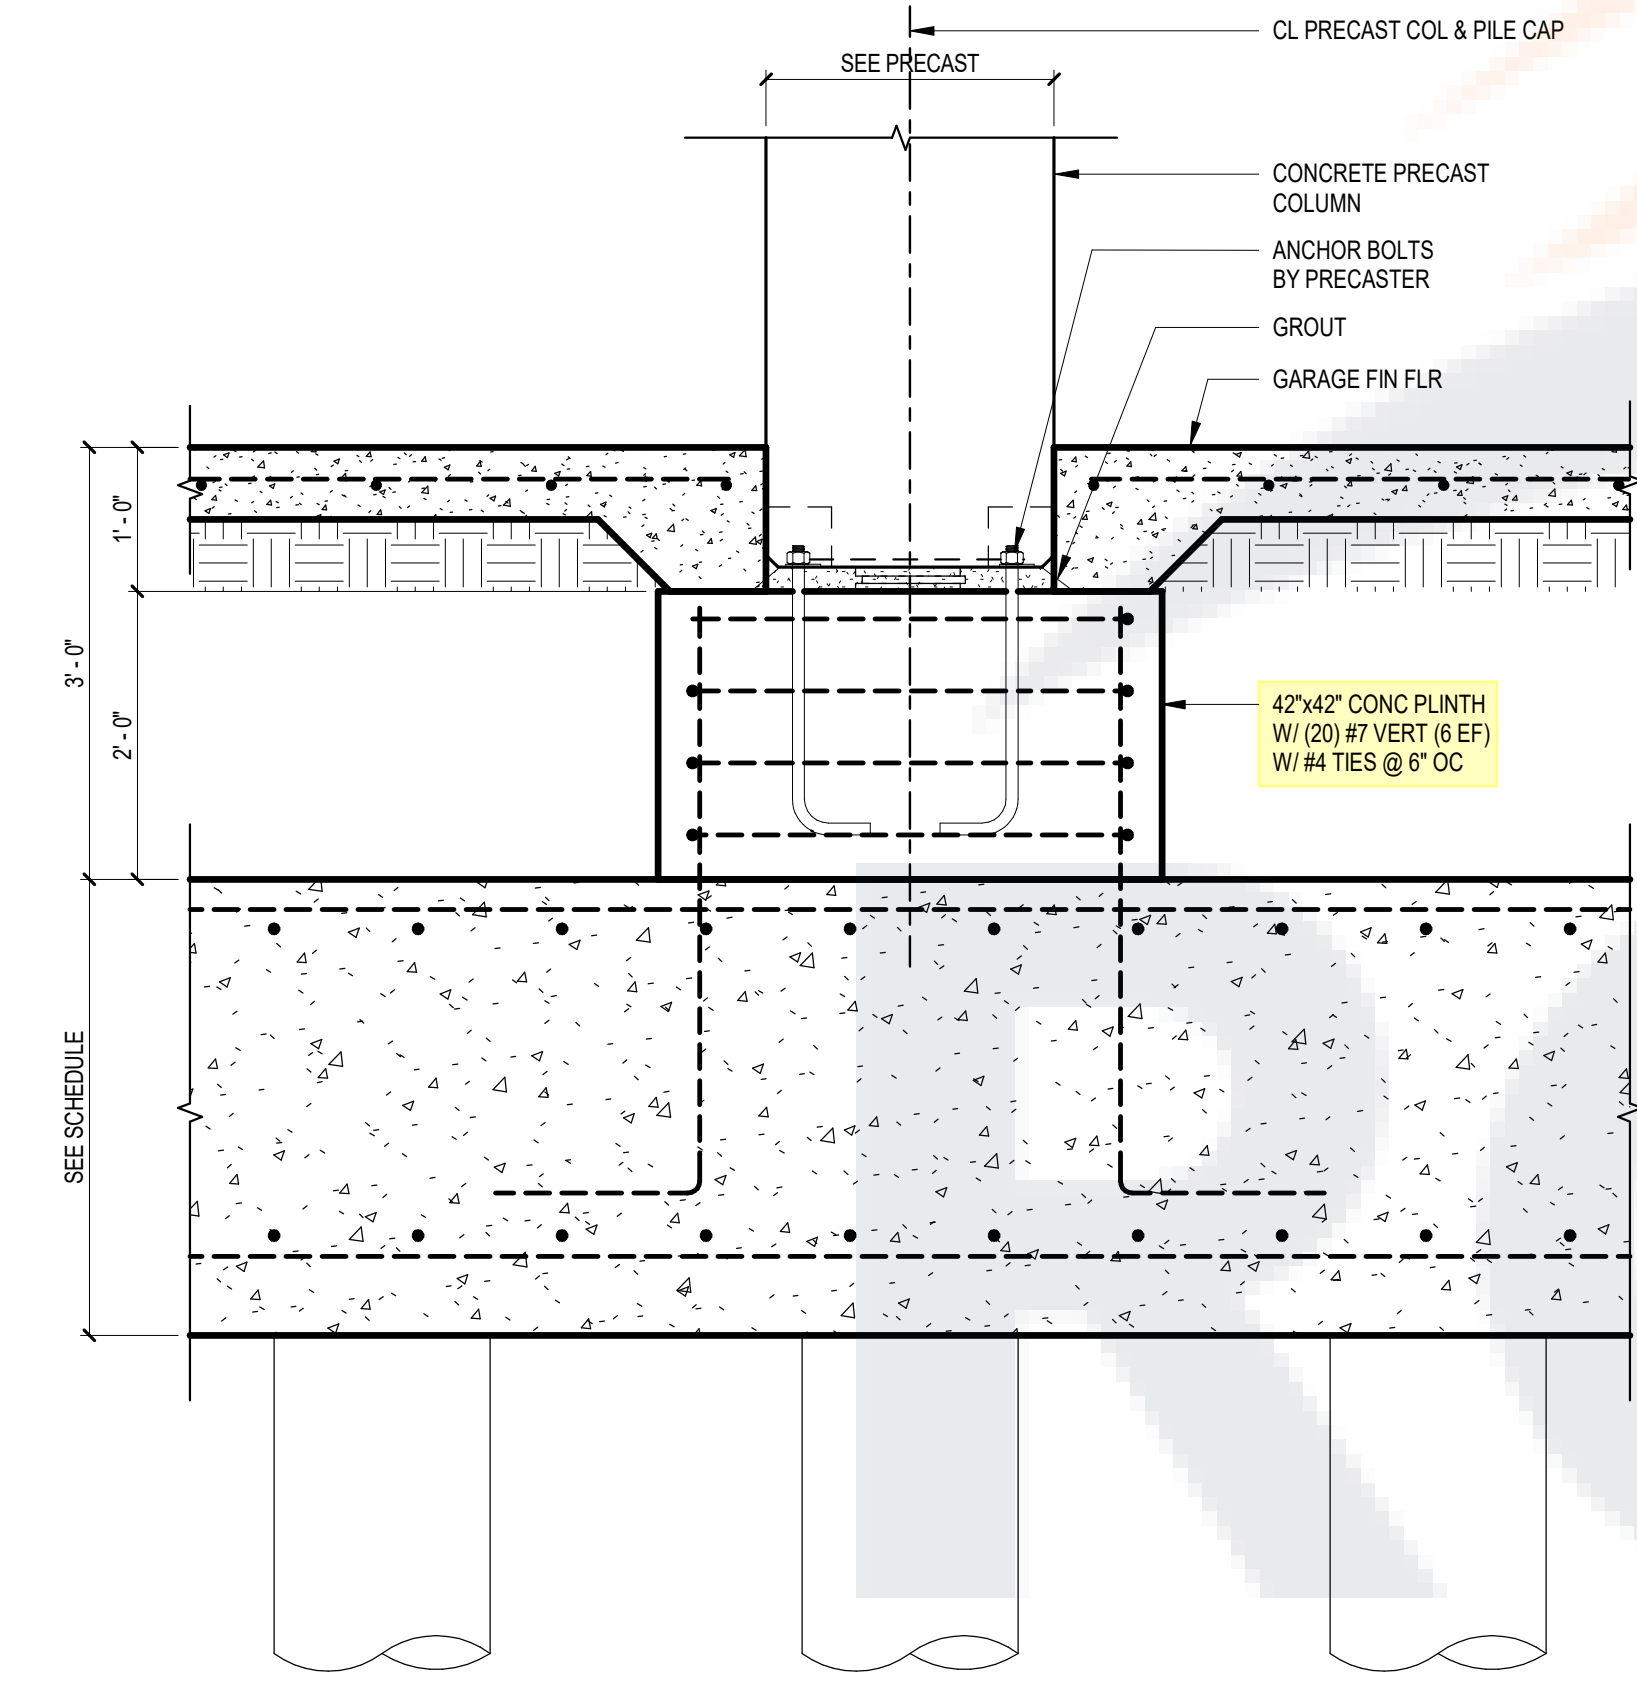 CL PRECAST COL & PILE CAP
SEE PRECAST
CONCRETE PRECAST
COLUMN
ANCHOR BOLTS
BY PRECASTER
GROUT
GARAGE FIN FLR
1' - 0"
3' - 0"
2' - 0"
42"x42" CONC PLINTH
W/ (20) #7 VERT (6 EF)
W/ #4 TIES @ 6" OC
SEE SCHEDULE